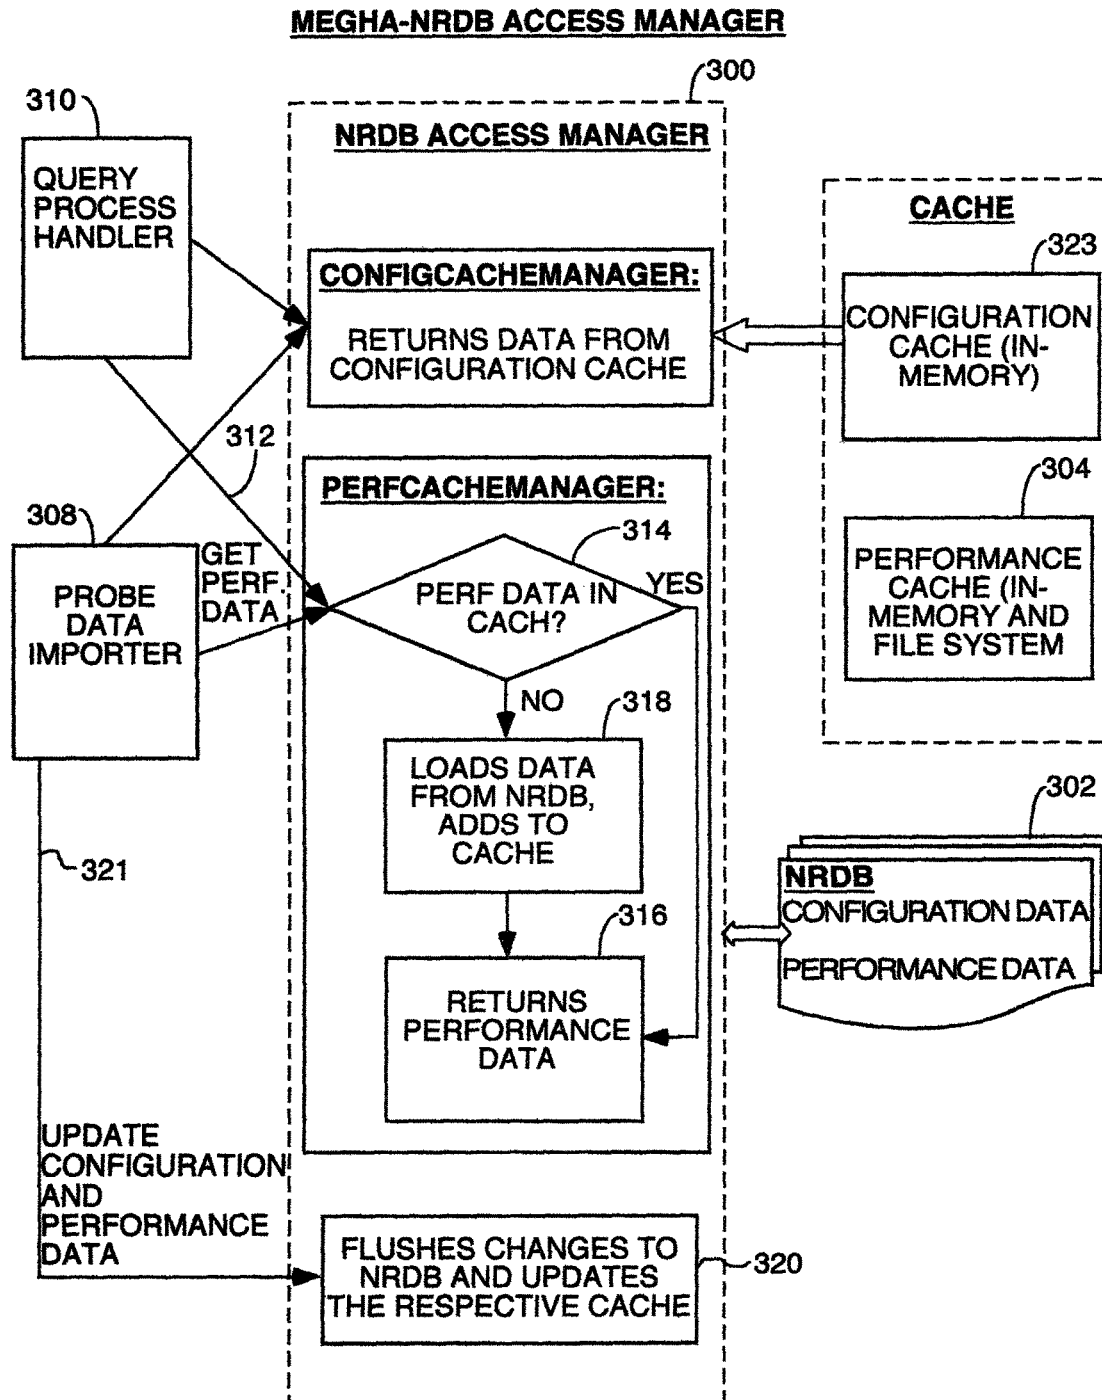 MEGHA-NRDB ACCESS MANAGER
300
310
NRDB ACCESS MANAGER
QUERY
PROCESS
HANDLER
CACHE
323
CONFIGCACHEMANAGER:
RETURNS DATA FROM
CONFIGURATION CACHE
CONFIGURATION
CACHE (IN-
MEMORY)
312
304
PERFCACHEMANAGER:
308
314
GET
PERF.
DATA
YES
PERF DATA IN
CACH?
PROBE
DATA
IMPORTER
PERFORMANCE
CACHE (IN-
MEMORY AND
FILE SYSTEM
NO
318
LOADS DATA
FROM NRDB,
ADDS TO
CACHE
302
321
NRDB
CONFIGURATION DATA
PERFORMANCE DATA
316
RETURNS
PERFORMANCE
DATA
UPDATE
CONFIGURATION
AND
PERFORMANCE
DATA
FLUSHES CHANGES TO
NRDB AND UPDATES
THE RESPECTIVE CACHE
320